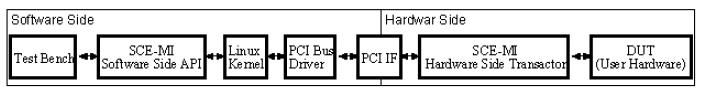 Software Side
Hardwar Side
Test Bench
SCE-MI
Software Side API
Linux
Kernel
PCI Bus
Driver
PCI IF
SCE-MI
Hardware Side Transactor
DUT
(User Hardware)